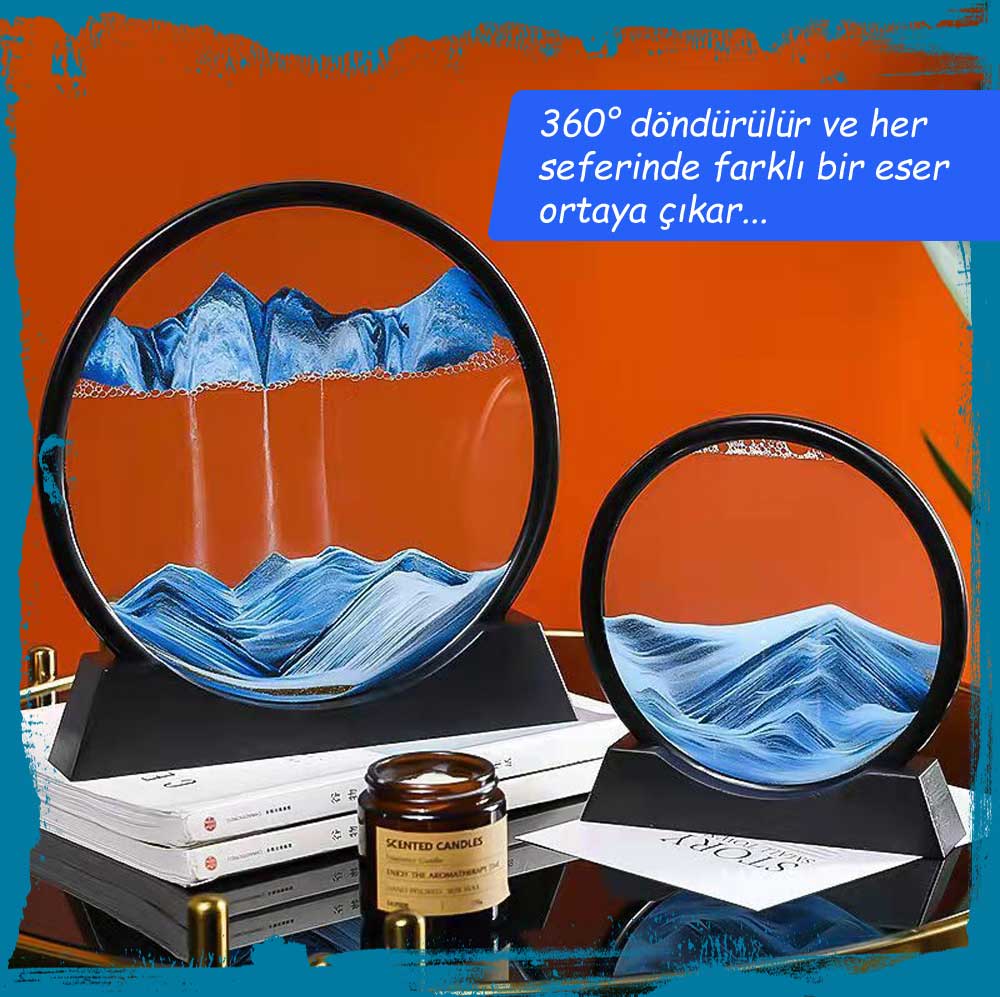 360° döndürülür ve her
seferinde farklı bir eser
ortaya çıkar...
SCENTED CANDLES
ENJOY THE AROMATHERAPY TIME
STORY